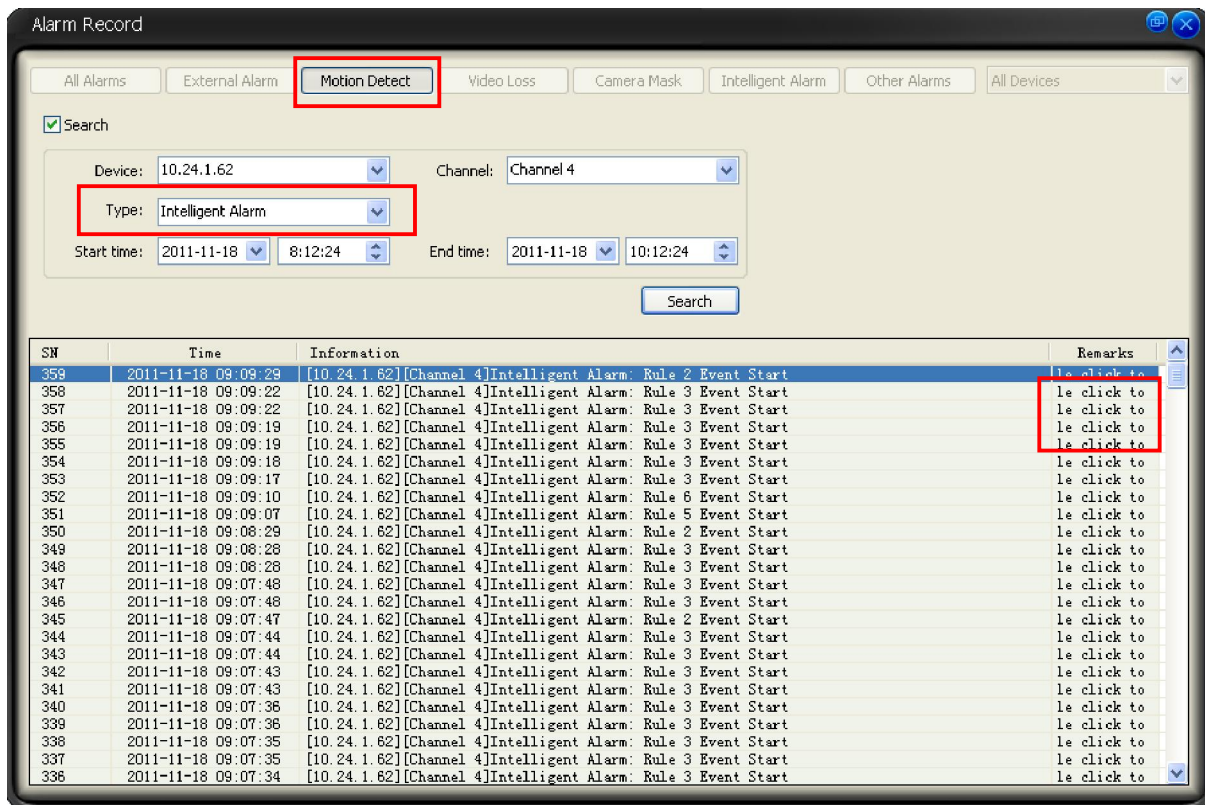 Alarm Record
All Alarms External Alarm Motion Detect Video Loss Camera Mask Intelligent Alarm Other Alarms All Devices
Search
Device: 10.24.1.62 Channel: Channel 4
Type: Intelligent Alarm
Start time: 2011-11-18 8:12:24 End time: 2011-11-18 10:12:24
Search
SN Time Information Remarks
359 2011-11-18 09:09:29 [10.24.1.62][Channel 4]Intelligent Alarm: Rule 2 Event Start le click to
358 2011-11-18 09:09:22 [10.24.1.62][Channel 4]Intelligent Alarm: Rule 3 Event Start le click to
357 2011-11-18 09:09:22 [10.24.1.62][Channel 4]Intelligent Alarm: Rule 3 Event Start le click to
356 2011-11-18 09:09:19 [10.24.1.62][Channel 4]Intelligent Alarm: Rule 3 Event Start le click to
355 2011-11-18 09:09:19 [10.24.1.62][Channel 4]Intelligent Alarm: Rule 3 Event Start le click to
354 2011-11-18 09:09:18 [10.24.1.62][Channel 4]Intelligent Alarm: Rule 3 Event Start le click to
353 2011-11-18 09:09:17 [10.24.1.62][Channel 4]Intelligent Alarm: Rule 3 Event Start le click to
352 2011-11-18 09:09:10 [10.24.1.62][Channel 4]Intelligent Alarm: Rule 6 Event Start le click to
351 2011-11-18 09:09:07 [10.24.1.62][Channel 4]Intelligent Alarm: Rule 5 Event Start le click to
350 2011-11-18 09:08:29 [10.24.1.62][Channel 4]Intelligent Alarm: Rule 2 Event Start le click to
349 2011-11-18 09:08:28 [10.24.1.62][Channel 4]Intelligent Alarm: Rule 3 Event Start le click to
348 2011-11-18 09:08:28 [10.24.1.62][Channel 4]Intelligent Alarm: Rule 3 Event Start le click to
347 2011-11-18 09:07:48 [10.24.1.62][Channel 4]Intelligent Alarm: Rule 3 Event Start le click to
346 2011-11-18 09:07:48 [10.24.1.62][Channel 4]Intelligent Alarm: Rule 3 Event Start le click to
345 2011-11-18 09:07:47 [10.24.1.62][Channel 4]Intelligent Alarm: Rule 2 Event Start le click to
344 2011-11-18 09:07:44 [10.24.1.62][Channel 4]Intelligent Alarm: Rule 3 Event Start le click to
343 2011-11-18 09:07:44 [10.24.1.62][Channel 4]Intelligent Alarm: Rule 3 Event Start le click to
342 2011-11-18 09:07:43 [10.24.1.62][Channel 4]Intelligent Alarm: Rule 3 Event Start le click to
341 2011-11-18 09:07:43 [10.24.1.62][Channel 4]Intelligent Alarm: Rule 3 Event Start le click to
340 2011-11-18 09:07:36 [10.24.1.62][Channel 4]Intelligent Alarm: Rule 3 Event Start le click to
339 2011-11-18 09:07:36 [10.24.1.62][Channel 4]Intelligent Alarm: Rule 3 Event Start le click to
338 2011-11-18 09:07:35 [10.24.1.62][Channel 4]Intelligent Alarm: Rule 3 Event Start le click to
337 2011-11-18 09:07:35 [10.24.1.62][Channel 4]Intelligent Alarm: Rule 3 Event Start le click to
336 2011-11-18 09:07:34 [10.24.1.62][Channel 4]Intelligent Alarm: Rule 3 Event Start le click to